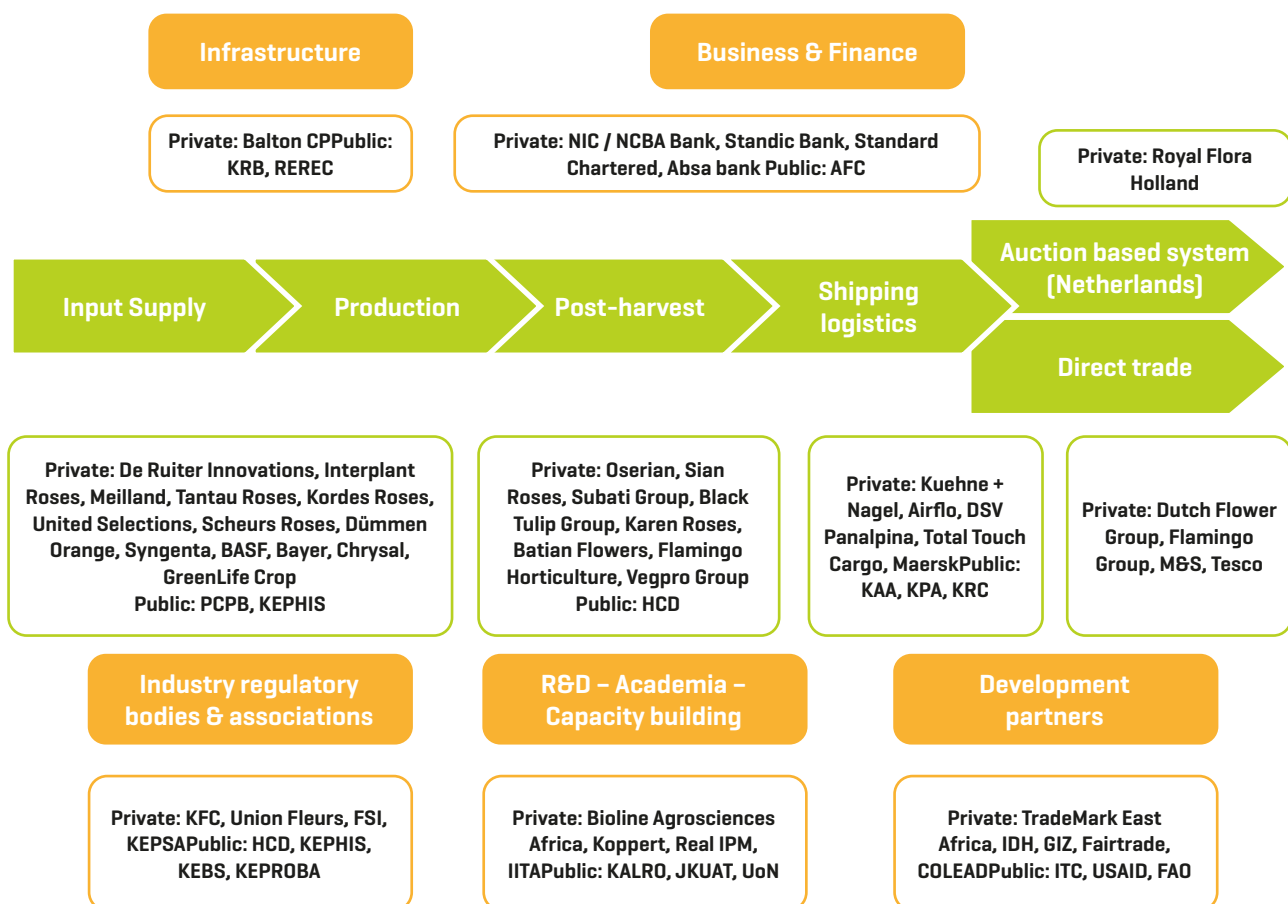 Infrastructure
Business & Finance
Private: Balton CPPublic:
KRB, REREC
Private: NIC / NCBA Bank, Standic Bank, Standard
Chartered, Absa bank Public: AFC
Private: Royal Flora
Holland
Input Supply
Production
Post-harvest
Shipping
logistics
Auction based system
(Netherlands)
Direct trade
Private: De Ruiter Innovations, Interplant
Roses, Meilland, Tantau Roses, Kordes Roses,
United Selections, Scheurs Roses, Dümmen
Orange, Syngenta, BASF, Bayer, Chrysal,
GreenLife Crop
Public: PCPB, KEPHIS
Private: Oserian, Sian
Roses, Subati Group, Black
Tulip Group, Karen Roses,
Batian Flowers, Flamingo
Horticulture, Vegpro Group
Public: HCD
Private: Kuehne +
Nagel, Airflo, DSV
Panalpina, Total Touch
Cargo, MaerskPublic:
KAA, KPA, KRC
Private: Dutch Flower
Group, Flamingo
Group, M&S, Tesco
Industry regulatory
bodies & associations
R&D – Academia –
Capacity building
Development
partners
Private: KFC, Union Fleurs, FSI,
KEPSAPublic: HCD, KEPHIS,
KEBS, KEPROBA
Private: Bioline Agrosciences
Africa, Koppert, Real IPM,
IITAPublic: KALRO, JKUAT, UoN
Private: TradeMark East
Africa, IDH, GIZ, Fairtrade,
COLEADPublic: ITC, USAID, FAO